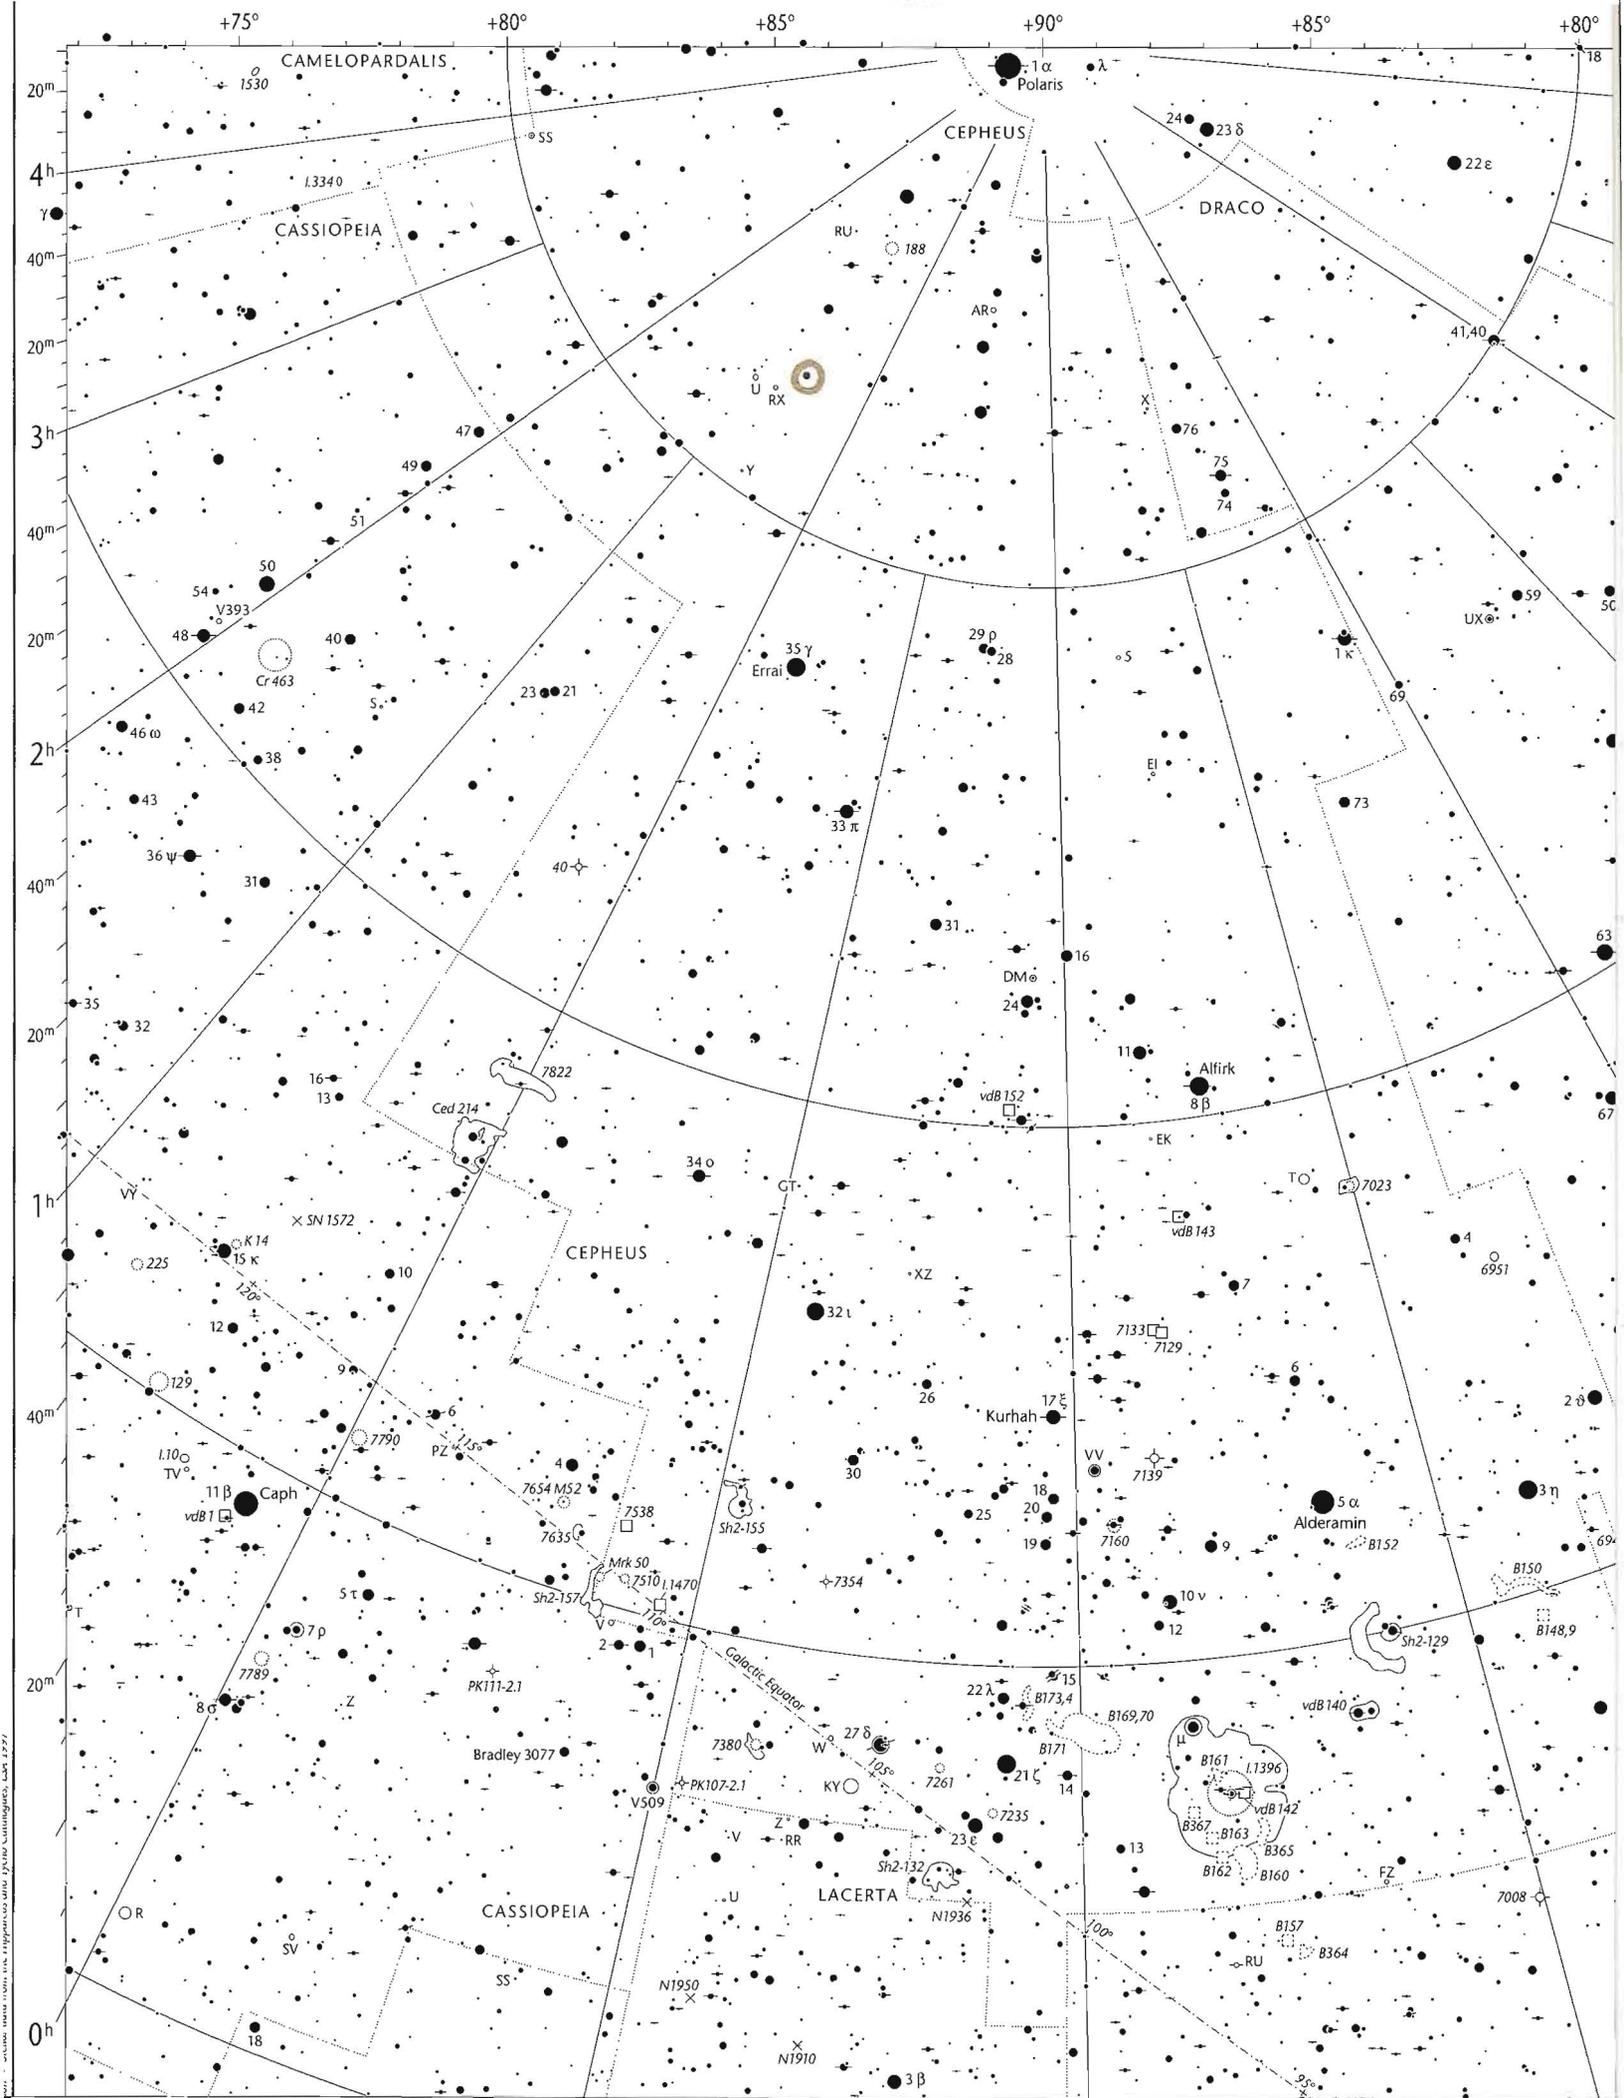 +75° +80° +85° +90° +85° +80°
CAMELOPARDALIS
1530
1 α
Polaris
λ
18
20ᵐ
CEPHEUS
24
23 δ
SS
22 ε
4ʰ
I.3340
γ
CASSIOPEIA
DRACO
RU
188
40ᵐ
AR
20ᵐ
41,40
U
RX
X
3ʰ
47
76
49
Y
75
74
51
40ᵐ
50
54
V393
59
50
UX
20ᵐ
48
40
35 γ
Errai
29 ρ
28
S
1 κ
Cr 463
23
21
69
S
42
46 ω
2ʰ
38
EI
43
73
33 π
36 ψ
40
40ᵐ
31
31
63
16
DM
24
35
32
20ᵐ
11
7822
Alfirk
8 β
16
13
Ced 214
vdB 152
67
EK
34 ο
VY
GT
T
7023
1ʰ
SN 1572
vdB 143
K 14
15 κ
225
CEPHEUS
4
6951
10
XZ
120°
7
32 ι
12
7133
7129
9
129
6
26
2 θ
40ᵐ
6
17 ξ
Kurhah
7790
PZ
115°
I.10
TV
4
30
VV
7139
11 β
Caph
7654 M52
18
20
3 η
5 α
Alderamin
vdB 1
7538
Sh2-155
25
7635
7160
19
9
B152
694
Mrk 50
7510
I.1470
7354
B150
5 τ
Sh2-157
T
10 ν
110°
V
7 ρ
12
B148,9
2
1
Sh2-129
7789
Galactic Equator
20ᵐ
PK111-2.1
15
22 λ
B173,4
Z
8 σ
vdB 140
B169,70
27 δ
μ
7380
W
B171
Bradley 3077
105°
B161
I.1396
21 ζ
7261
KY
14
PK107-2.1
V509
vdB 142
7235
B367
B163
Z
RR
V
23 ε
13
B365
B162
B160
Sh2-132
FZ
LACERTA
U
7008
CASSIOPEIA
R
N1936
100°
B157
SV
B364
RU
SS
N1950
0ʰ
18
N1910
3 β
95°